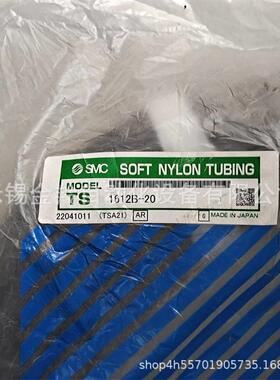 SMC SOFT NYLON TUBING
MODEL
TS 1612B-20
22041011 (TSA21) AR 6 MADE IN JAPAN
shop4h55701905735.168